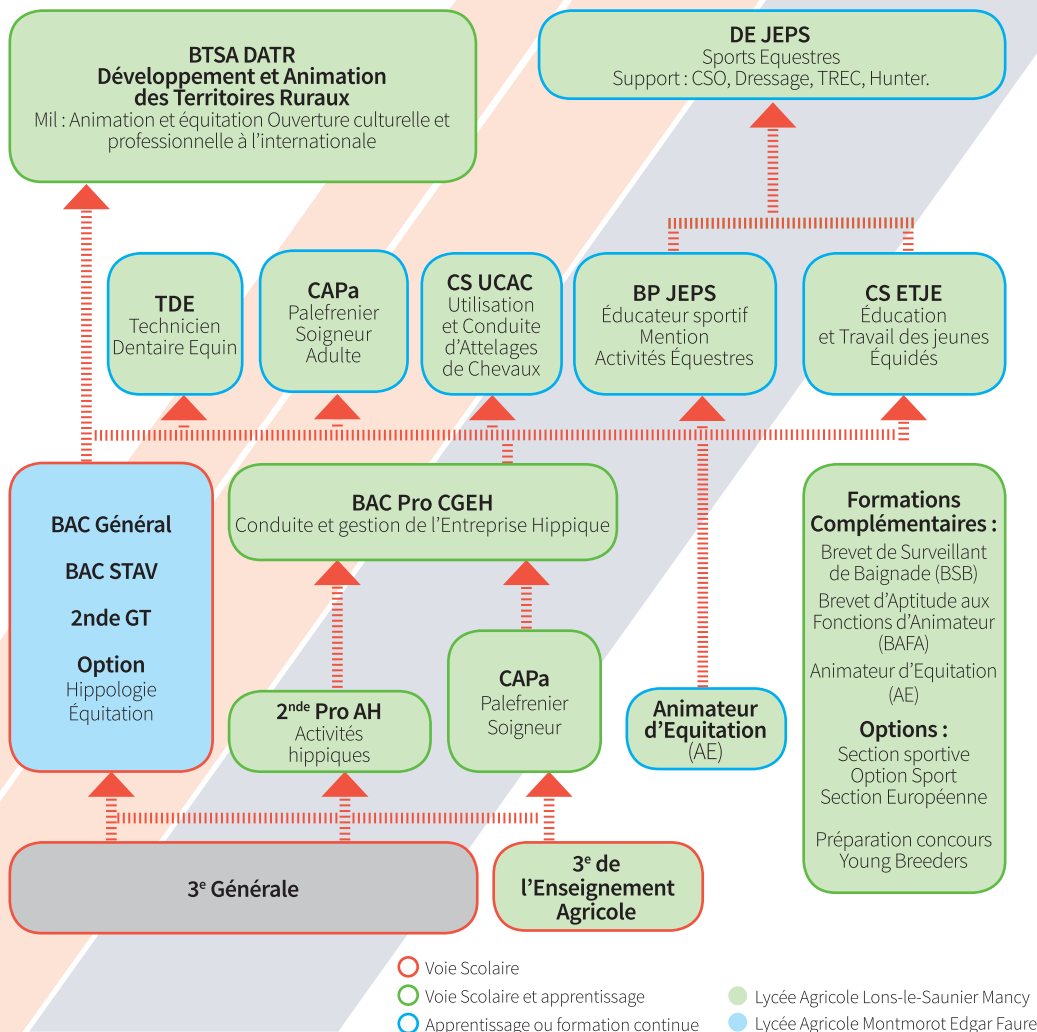 BTSA DATR
Développement et Animation
des Territoires Ruraux
Mil : Animation et équitation Ouverture culturelle et
professionnelle à l'internationale
DE JEPS
Sports Equestres
Support : CSO, Dressage, TREC, Hunter.
TDE
Technicien
Dentaire Equin
CAPa
Palefrenier
Soigneur
Adulte
CS UCAC
Utilisation
et Conduite
d'Attelages
de Chevaux
BP JEPS
Éducateur sportif
Mention
Activités Équestres
CS ETJE
Éducation
et Travail des jeunes
Équidés
BAC Général
BAC STAV
2nde GT
Option
Hippologie
Équitation
BAC Pro CGEH
Conduite et gestion de l'Entreprise Hippique
2nde Pro AH
Activités
hippiques
CAPa
Palefrenier
Soigneur
Animateur
d'Equitation
(AE)
Formations
Complémentaires :
Brevet de Surveillant
de Baignade (BSB)
Brevet d'Aptitude aux
Fonctions d'Animateur
(BAFA)
Animateur d'Equitation
(AE)
Options :
Section sportive
Option Sport
Section Européenne
Préparation concours
Young Breeders
3e Générale
3e de
l'Enseignement
Agricole
Voie Scolaire
Voie Scolaire et apprentissage
Apprentissage ou formation continue
Lycée Agricole Lons-le-Saunier Mancy
Lycée Agricole Montmorot Edgar Faure